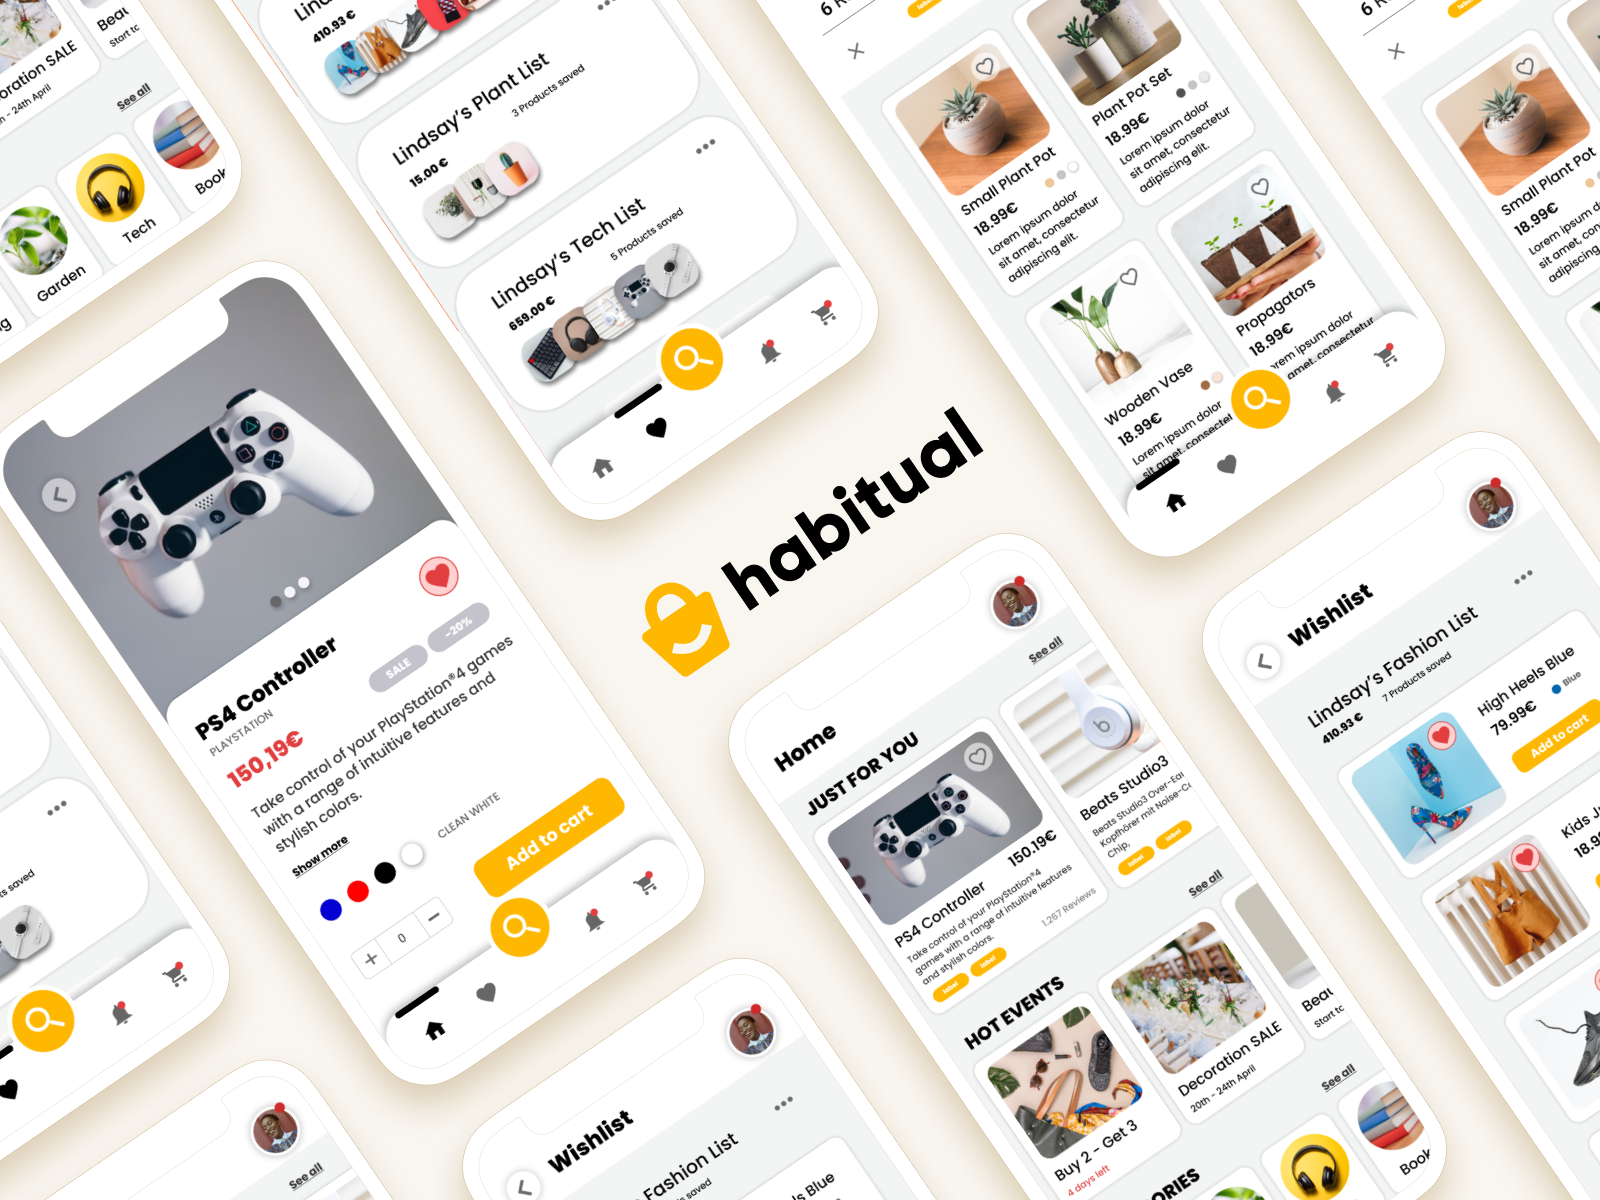 Decoration SALE
20th - 24th April
Beau
Start to
See all
Garden
Tech
Book
410.93 €
Lindsay's Plant List
3 Products saved
15.00 €
Lindsay's Tech List
5 Products saved
659.00 €
Small Plant Pot
18.99€
Lorem ipsum dolor
sit amet, consectetur
adipiscing elit.
Plant Pot Set
18.99€
Lorem ipsum dolor
sit amet, consectetur
adipiscing elit.
Wooden Vase
18.99€
Lorem ipsum dolor
sit amet, consectetur
Propagators
18.99€
Lorem ipsum dolor
amet, consectetur
Small Plant Pot
18.99€
Lorem ipsum
sit amet, co
adipiscing
habitual
PS4 Controller
PLAYSTATION
SALE
-20%
150,19€
Take control of your PlayStation®4 games
with a range of intuitive features and
stylish colors.
Show more
CLEAN WHITE
Add to cart
0
Home
See all
JUST FOR YOU
PS4 Controller
150.19€
Take control of your PlayStation®4
games with a range of intuitive features
and stylish colors.
1.267 Reviews
label
label
Beats Studio3
Beats Studio3 Over-Ear
Kopfhörer mit Noise-Ca
Chip,
label
label
See all
HOT EVENTS
Buy 2 - Get 3
4 days left
Decoration SALE
20th - 24th April
Beau
Start to
See all
ORIES
Book
Wishlist
Lindsay's Fashion List
410.93 €
7 Products saved
High Heels Blue
79.99€
Blue
Add to cart
Kids J
18.9
Wishlist
Fashion List
Products saved
Heels Blue
See all
saved